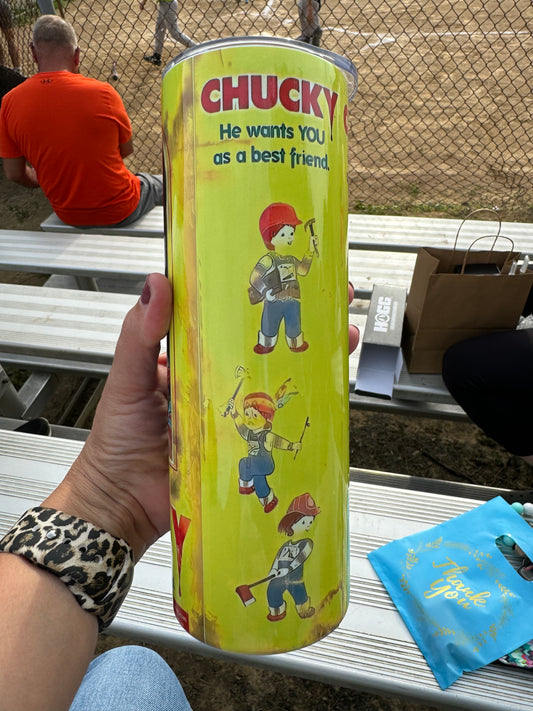 CHUCKY
He wants YOU
as a best friend.
HOGG
Thank
You